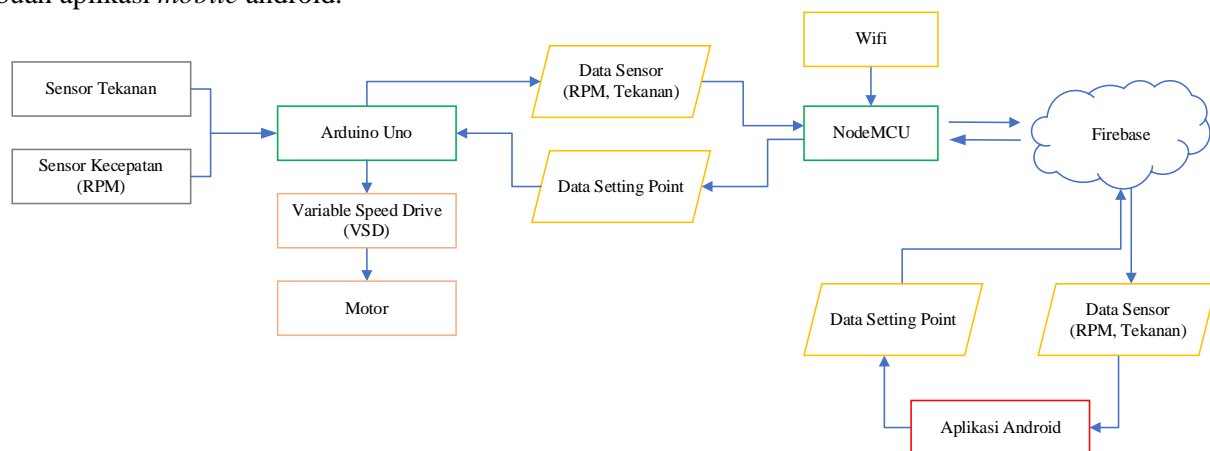 aplikasi mobile android.
Wifi
Sensor Tekanan
Data Sensor
(RPM, Tekanan)
Arduino Uno
NodeMCU
Firebase
Sensor Kecepatan
(RPM)
Data Setting Point
Variable Speed Drive
(VSD)
Motor
Data Setting Point
Data Sensor
(RPM, Tekanan)
Aplikasi Android